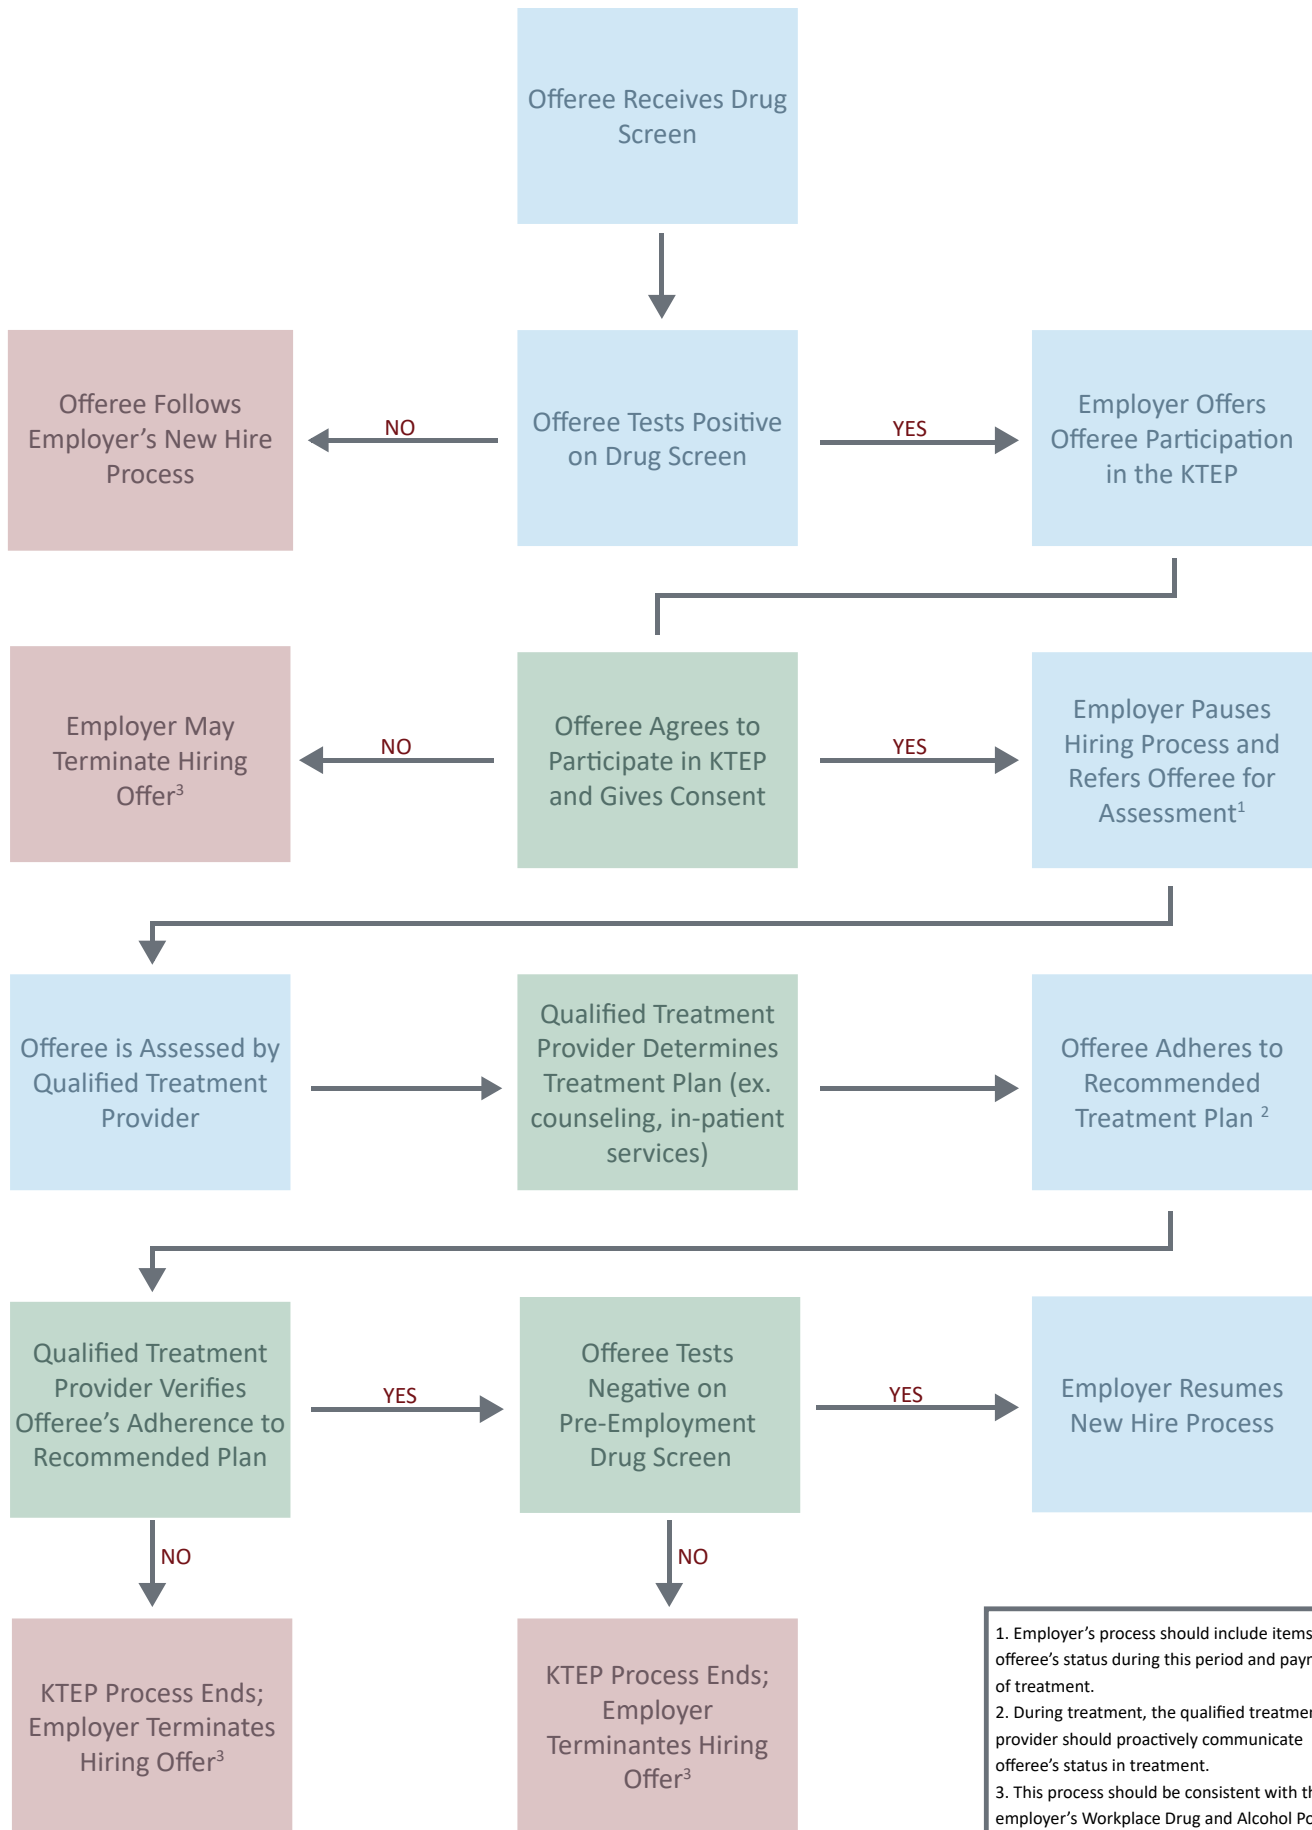 Offeree Receives Drug
Screen
Offeree Follows
Employer’s New Hire
Process
NO
Offeree Tests Positive
on Drug Screen
YES
Employer Offers
Offeree Participation
in the KTEP
Employer May
Terminate Hiring
Offer3
NO
Offeree Agrees to
Participate in KTEP
and Gives Consent
YES
Employer Pauses
Hiring Process and
Refers Offeree for
Assessment1
Offeree is Assessed by
Qualified Treatment
Provider
Qualified Treatment
Provider Determines
Treatment Plan (ex.
counseling, in-patient
services)
Offeree Adheres to
Recommended
Treatment Plan 2
Qualified Treatment
Provider Verifies
Offeree’s Adherence to
Recommended Plan
YES
Offeree Tests
Negative on
Pre-Employment
Drug Screen
YES
Employer Resumes
New Hire Process
NO
NO
KTEP Process Ends;
Employer Terminates
Hiring Offer3
KTEP Process Ends;
Employer
Terminantes Hiring
Offer3
1. Employer’s process should include items
offeree’s status during this period and
of treatment.
2. During treatment, the qualified
provider should proactively communicate
offeree’s status in treatment.
3. This process should be consistent with
employer’s Workplace Drug and Alcohol